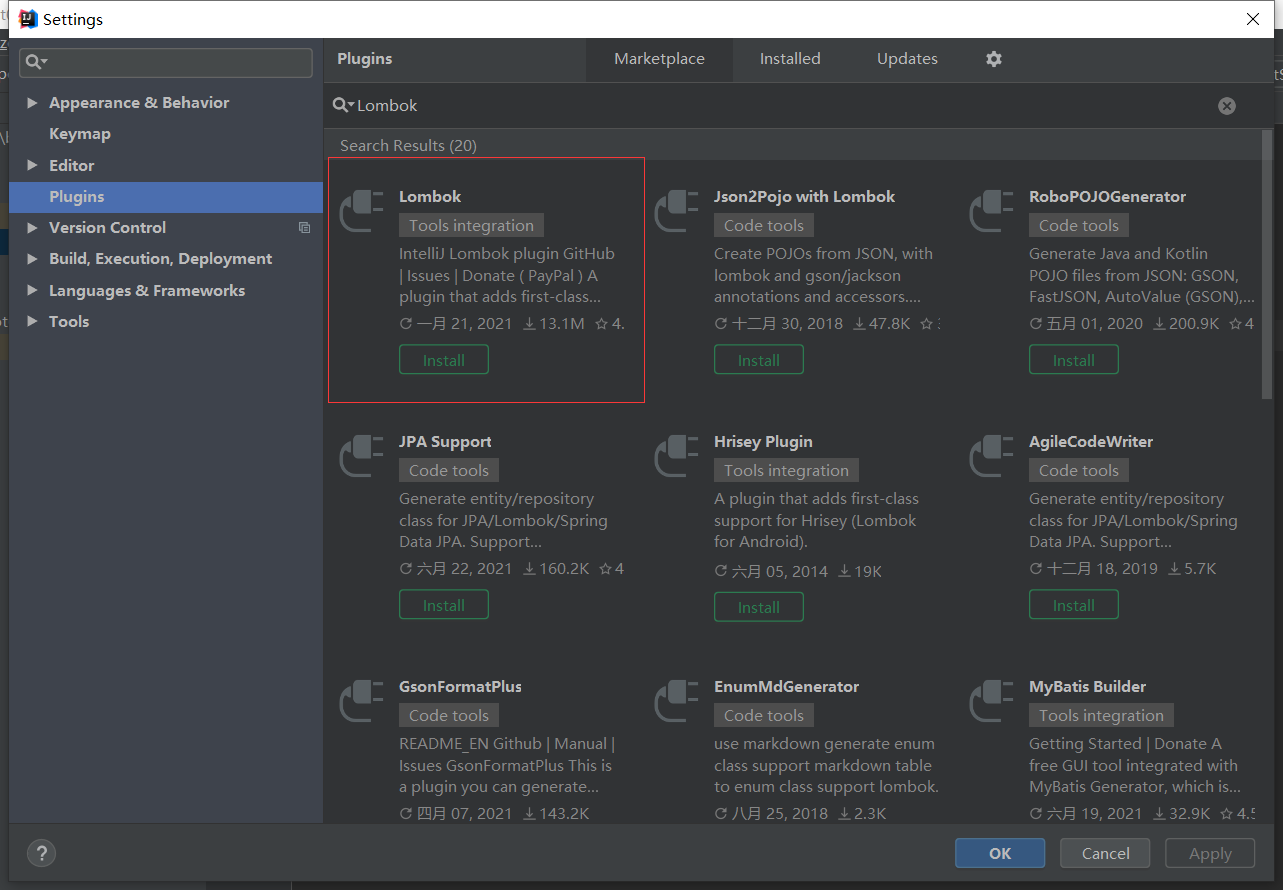 Settings
Plugins
Marketplace
Installed
Updates
Lombok
Appearance & Behavior
Keymap
Editor
Plugins
Version Control
Build, Execution, Deployment
Languages & Frameworks
Tools
Search Results (20)
Lombok
Tools integration
IntelliJ Lombok plugin GitHub
| Issues | Donate ( PayPal ) A
plugin that adds first-class...
一月 21, 2021 13.1M 4.
Install
Json2Pojo with Lombok
Code tools
Create POJOs from JSON, with
lombok and gson/jackson
annotations and accessors....
十二月 30, 2018 47.8K
Install
RoboPOJOGenerator
Code tools
Generate Java and Kotlin
POJO files from JSON: GSON,
FastJSON, AutoValue (GSON),...
五月 01, 2020 200.9K 4
Install
JPA Support
Code tools
Generate entity/repository
class for JPA/Lombok/Spring
Data JPA. Support...
六月 22, 2021 160.2K 4
Install
Hrisey Plugin
Tools integration
A plugin that adds first-class
support for Hrisey (Lombok
for Android).
六月 05, 2014 19K
Install
AgileCodeWriter
Code tools
Generate entity/repository
class for JPA/Lombok/Spring
Data JPA. Support...
十二月 18, 2019 5.7K
Install
GsonFormatPlus
Code tools
README_EN Github | Manual |
Issues GsonFormatPlus This is
a plugin you can generate...
四月 07, 2021 143.2K
EnumMdGenerator
Code tools
use markdown generate enum
class support markdown table
to enum class support lombok.
八月 25, 2018 2.3K
MyBatis Builder
Tools integration
Getting Started | Donate A
free GUI tool integrated with
MyBatis Generator, which is...
六月 19, 2021 32.9K 4.5
?
OK
Cancel
Apply